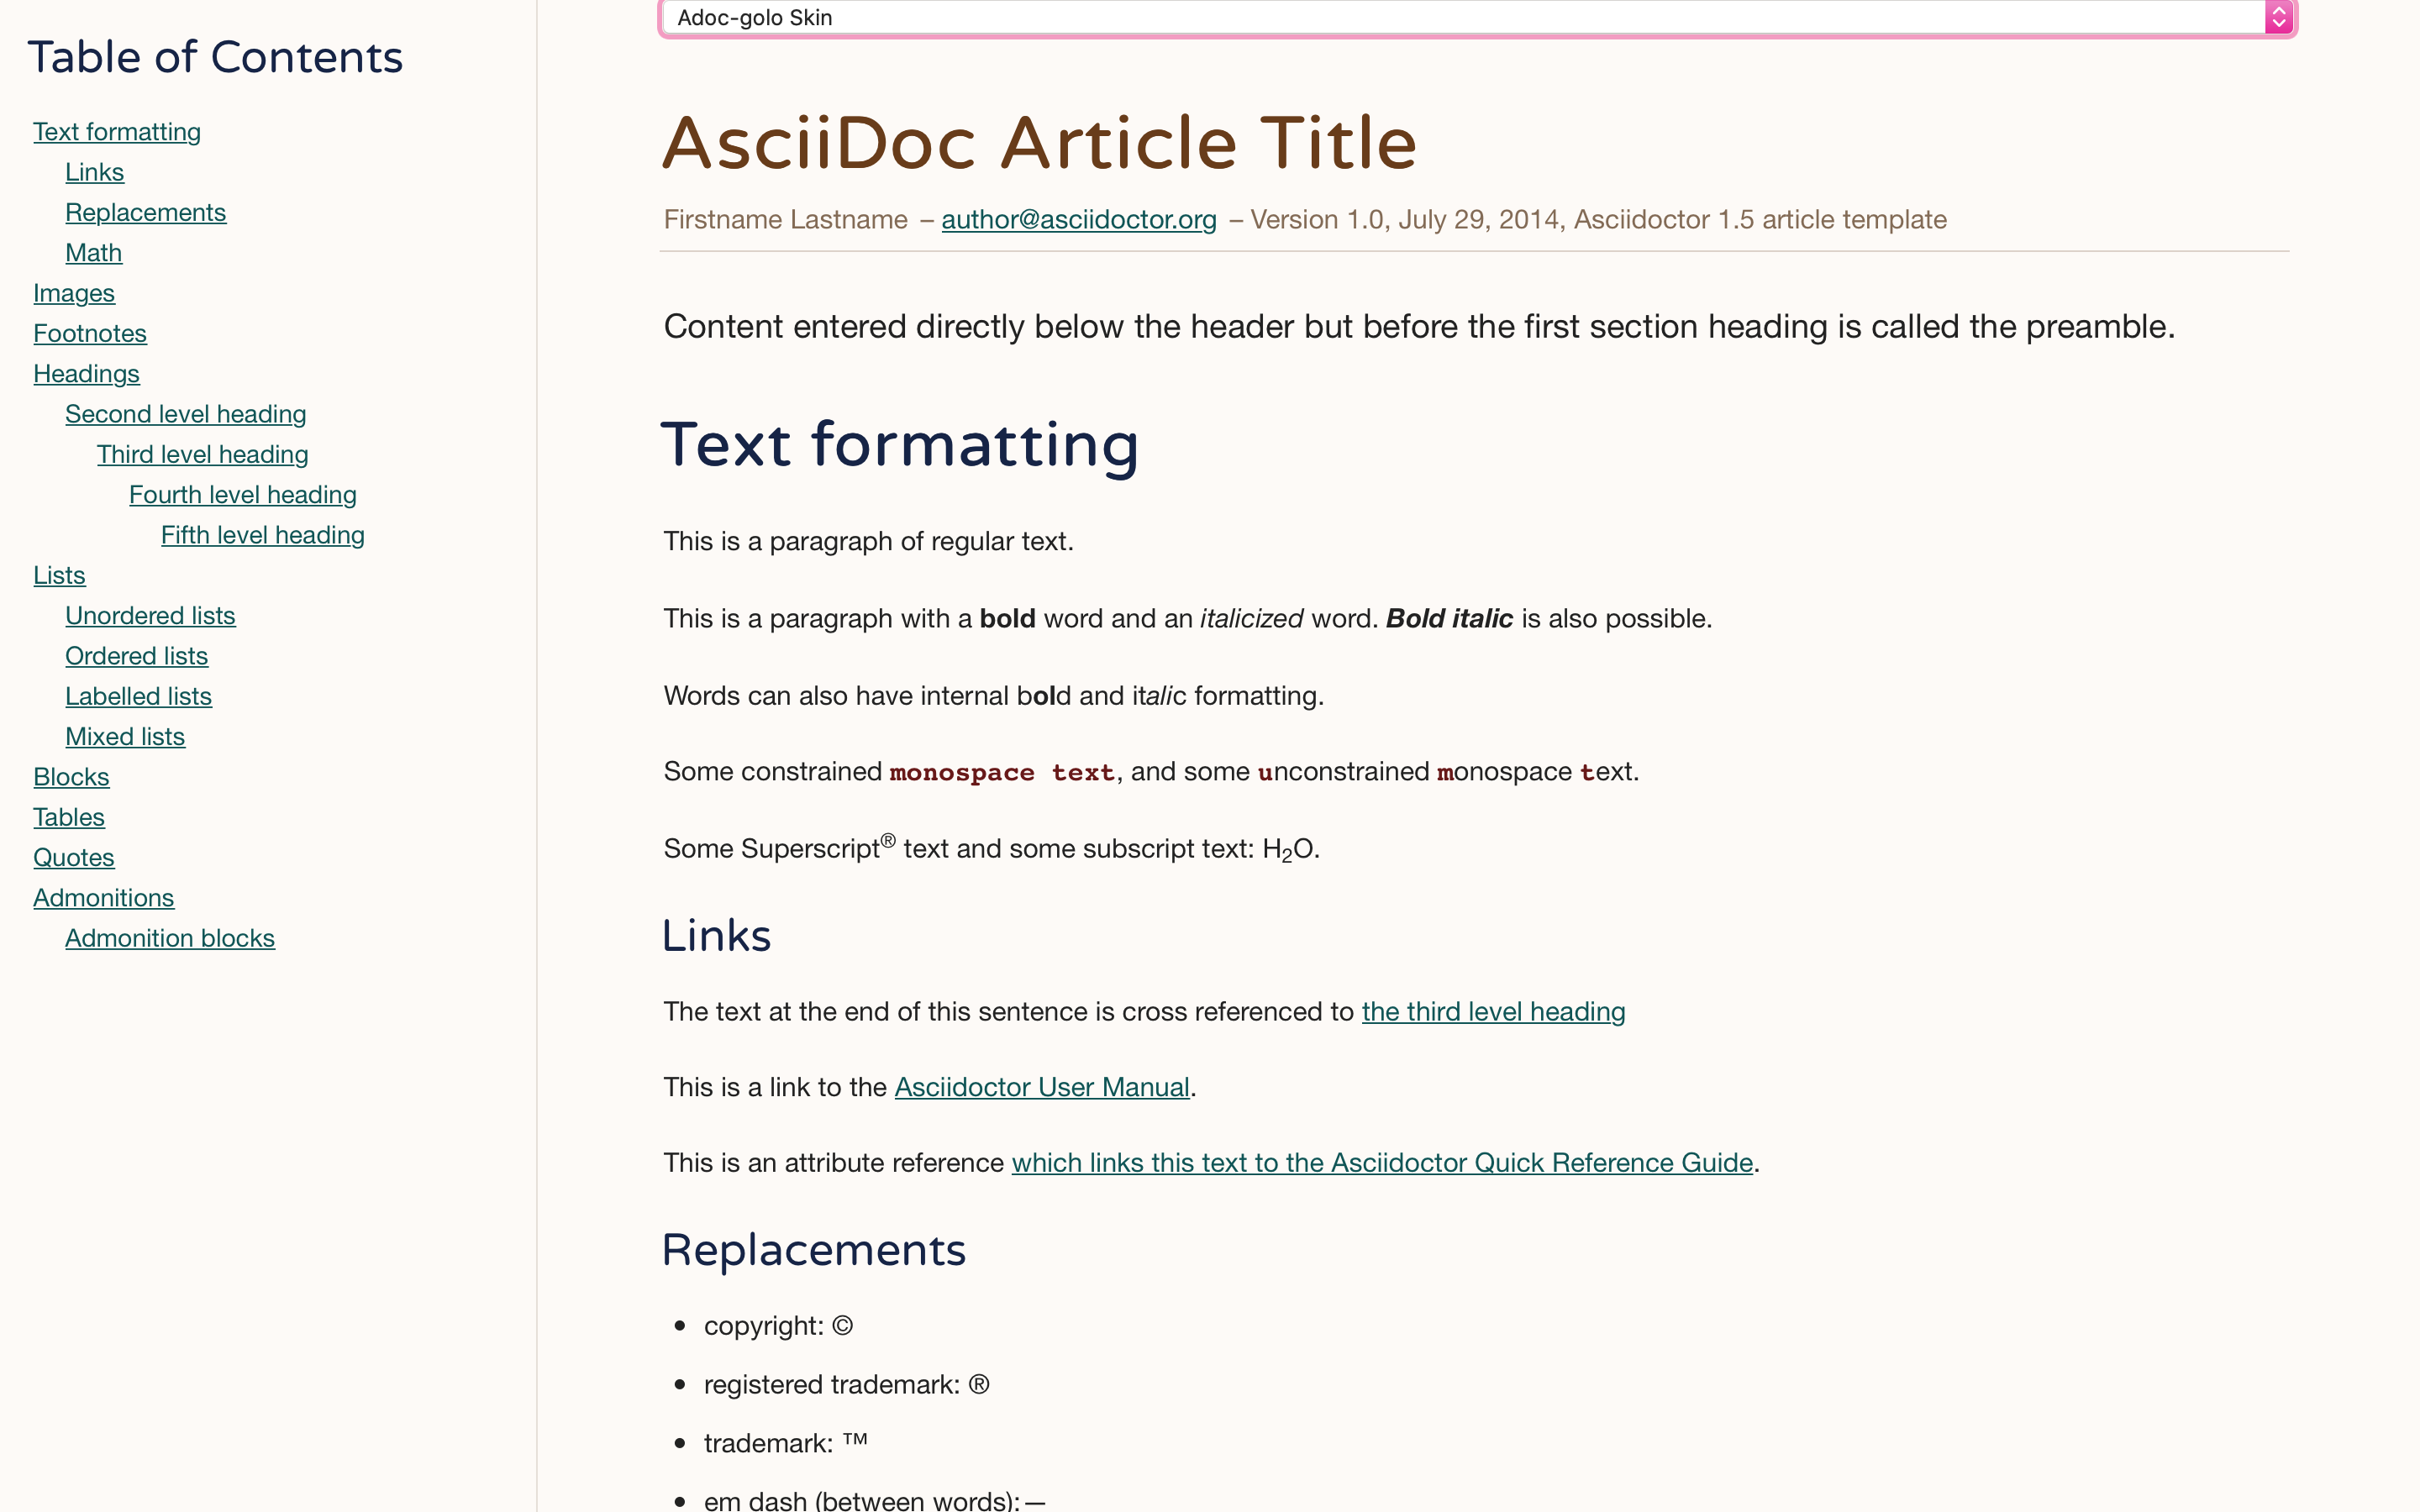 Adoc-golo Skin
Table of Contents
Text formatting
Links
Replacements
Math
Images
Footnotes
Headings
Second level heading
Third level heading
Fourth level heading
Fifth level heading
Lists
Unordered lists
Ordered lists
Labelled lists
Mixed lists
Blocks
Tables
Quotes
Admonitions
Admonition blocks
AsciiDoc Article Title
Firstname Lastname – author@asciidoctor.org – Version 1.0, July 29, 2014, Asciidoctor 1.5 article template
Content entered directly below the header but before the first section heading is called the preamble.
Text formatting
This is a paragraph of regular text.
This is a paragraph with a bold word and an italicized word. Bold italic is also possible.
Words can also have internal bold and italic formatting.
Some constrained monospace text, and some unconstrained monospace text.
Some Superscript® text and some subscript text: H₂O.
Links
The text at the end of this sentence is cross referenced to the third level heading
This is a link to the Asciidoctor User Manual.
This is an attribute reference which links this text to the Asciidoctor Quick Reference Guide.
Replacements
• copyright: ©
• registered trademark: ®
• trademark: ™
• em dash (between words): —